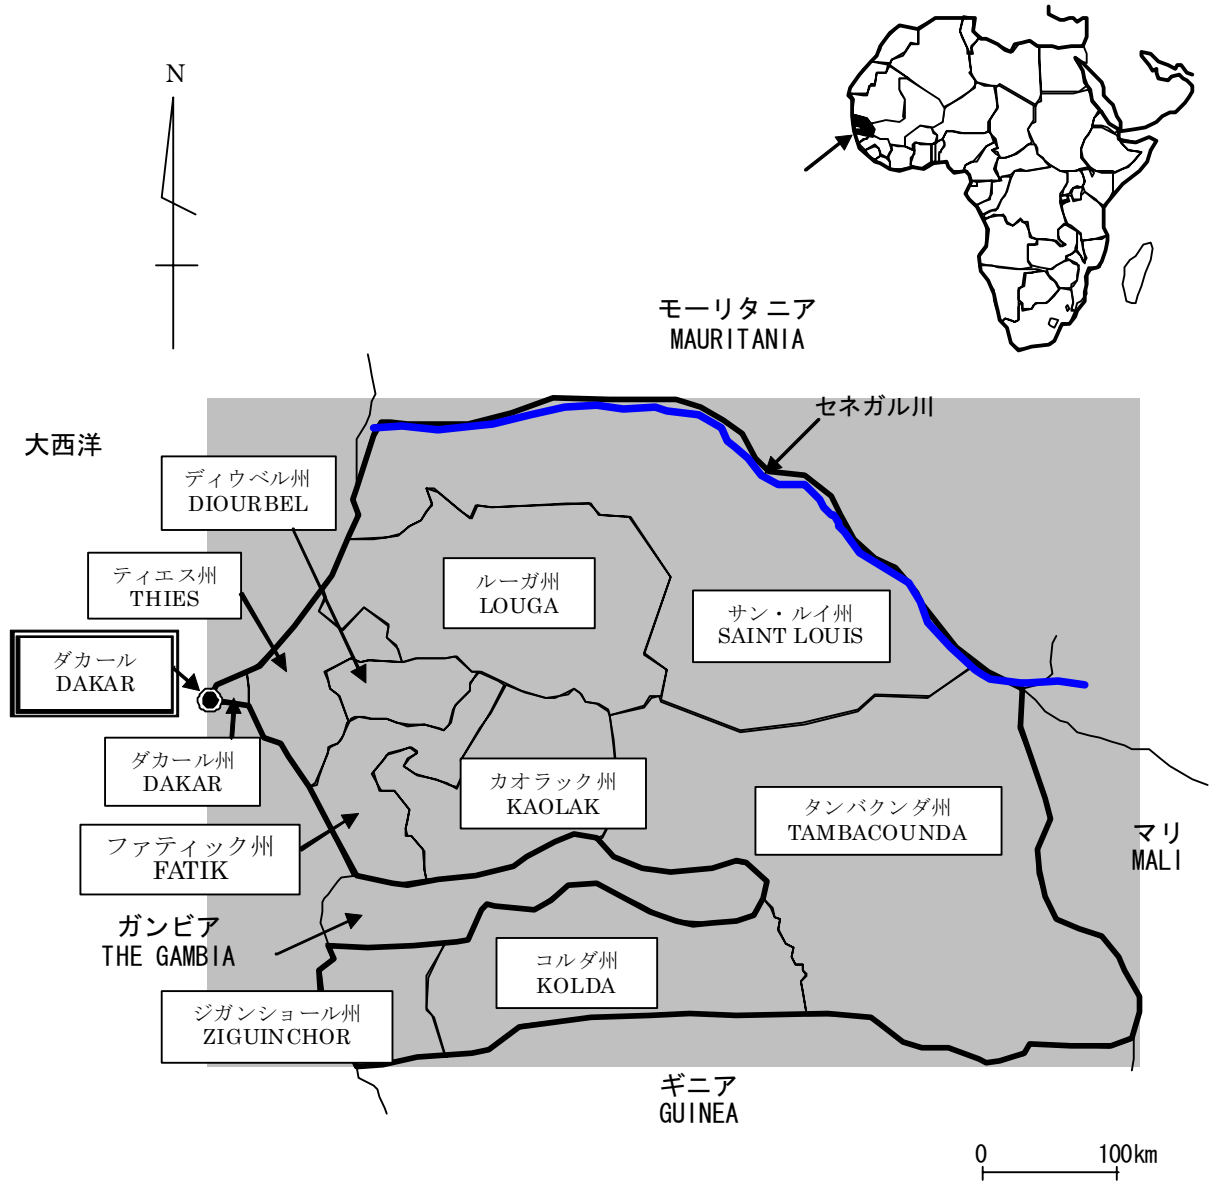 N
モーリタニア
MAURITANIA
セネガル川
大西洋
ディウベル州
DIOURBEL
ティエス州
THIES
ルーガ州
LOUGA
サン・ルイ州
SAINT LOUIS
ダカール
DAKAR
ダカール州
DAKAR
カオラック州
KAOLAK
タンバクンダ州
TAMBACOUNDA
マリ
MALI
ファティック州
FATIK
ガンビア
THE GAMBIA
コルダ州
KOLDA
ジガンショール州
ZIGUINCHOR
ギニア
GUINEA
0 100km